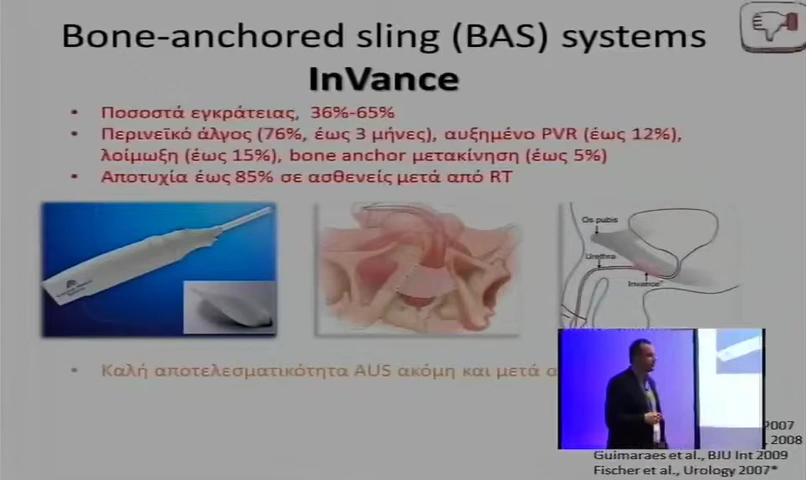 Bone-anchored sling (BAS) systems
InVance
• Ποσοστά εγκράτειας, 36%-65%
• Περινεϊκό άλγος (76%, έως 3 μήνες), αυξημένο PVR (έως 12%),
λοίμωξη (έως 15%), bone anchor μετακίνηση (έως 5%)
• Αποτυχία έως 85% σε ασθενείς μετά από RT
Os pubis
Urethra
Invance
• Καλή αποτελεσματικότητα AUS ακόμη και μετά
2007
2008
Guimaraes et al., BJU Int 2009
Fischer et al., Urology 2007*